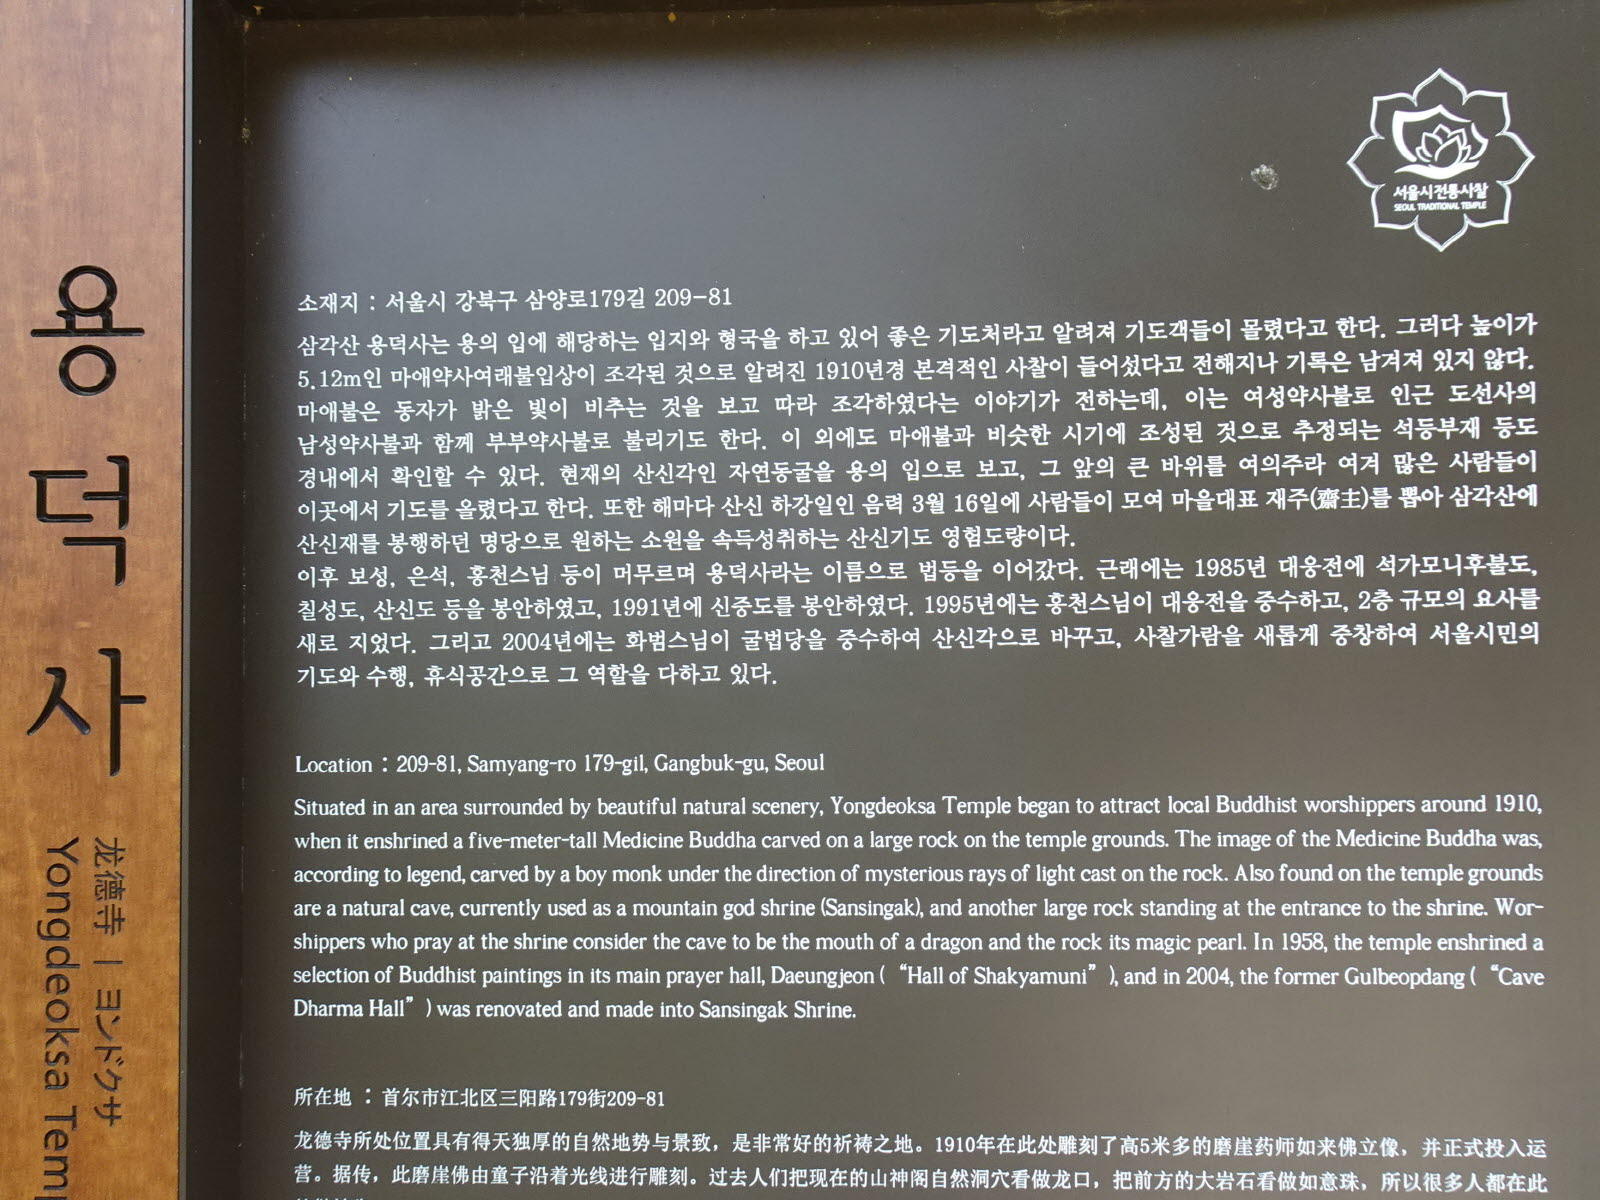 용덕사
龙德寺 | ヨンドクサ
Yongdeoksa Tem
서울시전통사찰
SEOUL TRADITIONAL TEMPLE
소재지 : 서울시 강북구 삼양로179길 209-81
삼각산 용덕사는 용의 입에 해당하는 입지와 형국을 하고 있어 좋은 기도처라고 알려져 기도객들이 몰렸다고 한다. 그러다 높이가
5.12m인 마애약사여래불입상이 조각된 것으로 알려진 1910년경 본격적인 사찰이 들어섰다고 전해지나 기록은 남겨져 있지 않다.
마애불은 동자가 밝은 빛이 비추는 것을 보고 따라 조각하였다는 이야기가 전하는데, 이는 여성약사불로 인근 도선사의
남성약사불과 함께 부부약사불로 불리기도 한다. 이 외에도 마애불과 비슷한 시기에 조성된 것으로 추정되는 석등부재 등도
경내에서 확인할 수 있다. 현재의 산신각인 자연동굴을 용의 입으로 보고, 그 앞의 큰 바위를 여의주라 여겨 많은 사람들이
이곳에서 기도를 올렸다고 한다. 또한 해마다 산신 하강일인 음력 3월 16일에 사람들이 모여 마을대표 재주(齋主)를 뽑아 삼각산에
산신재를 봉행하던 명당으로 원하는 소원을 속득성취하는 산신기도 영험도량이다.
이후 보성, 은석, 홍천스님 등이 머무르며 용덕사라는 이름으로 법등을 이어갔다. 근래에는 1985년 대웅전에 석가모니후불도,
칠성도, 산신도 등을 봉안하였고, 1991년에 신중도를 봉안하였다. 1995년에는 홍천스님이 대웅전을 중수하고, 2층 규모의 요사를
새로 지었다. 그리고 2004년에는 화범스님이 굴법당을 중수하여 산신각으로 바꾸고, 사찰가람을 새롭게 중창하여 서울시민의
기도와 수행, 휴식공간으로 그 역할을 다하고 있다.
Location : 209-81, Samyang-ro 179-gil, Gangbuk-gu, Seoul
Situated in an area surrounded by beautiful natural scenery, Yongdeoksa Temple began to attract local Buddhist worshippers around 1910,
when it enshrined a five-meter-tall Medicine Buddha carved on a large rock on the temple grounds. The image of the Medicine Buddha was,
according to legend, carved by a boy monk under the direction of mysterious rays of light cast on the rock. Also found on the temple grounds
are a natural cave, currently used as a mountain god shrine (Sansingak), and another large rock standing at the entrance to the shrine. Wor-
shippers who pray at the shrine consider the cave to be the mouth of a dragon and the rock its magic pearl. In 1958, the temple enshrined a
selection of Buddhist paintings in its main prayer hall, Daeungjeon ( “Hall of Shakyamuni” ), and in 2004, the former Gulbeopdang ( “Cave
Dharma Hall” ) was renovated and made into Sansingak Shrine.
所在地 : 首尔市江北区三阳路179街209-81
龙德寺所处位置具有得天独厚的自然地势与景致，是非常好的祈祷之地。1910年在此处雕刻了高5米多的磨崖药师如来佛立像，并正式投入运
营。据传，此磨崖佛由童子沿着光线进行雕刻。过去人们把现在的山神阁自然洞穴看做龙口，把前方的大岩石看做如意珠，所以很多人都在此